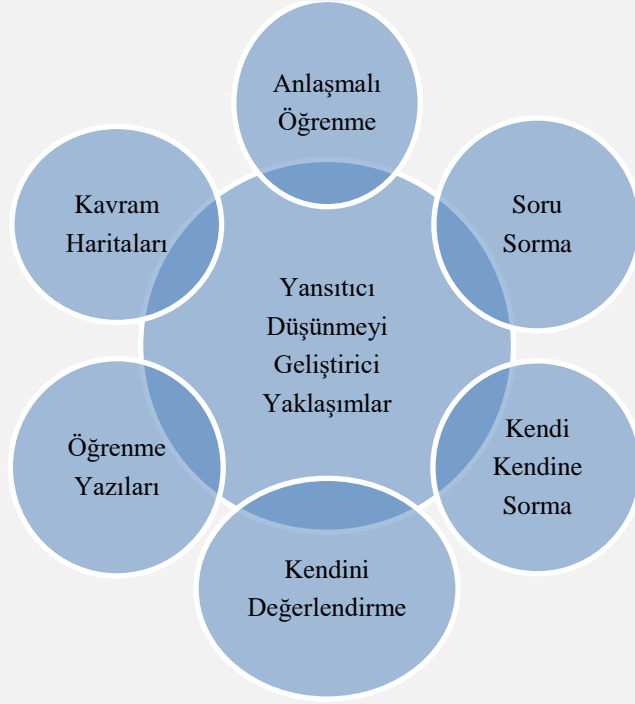 Anlaşmalı
Öğrenme
Kavram
Haritaları
Soru
Sorma
Yansıtıcı
Düşünmeyi
Geliştirici
Yaklaşımlar
Öğrenme
Yazıları
Kendi
Kendine
Sorma
Kendini
Değerlendirme